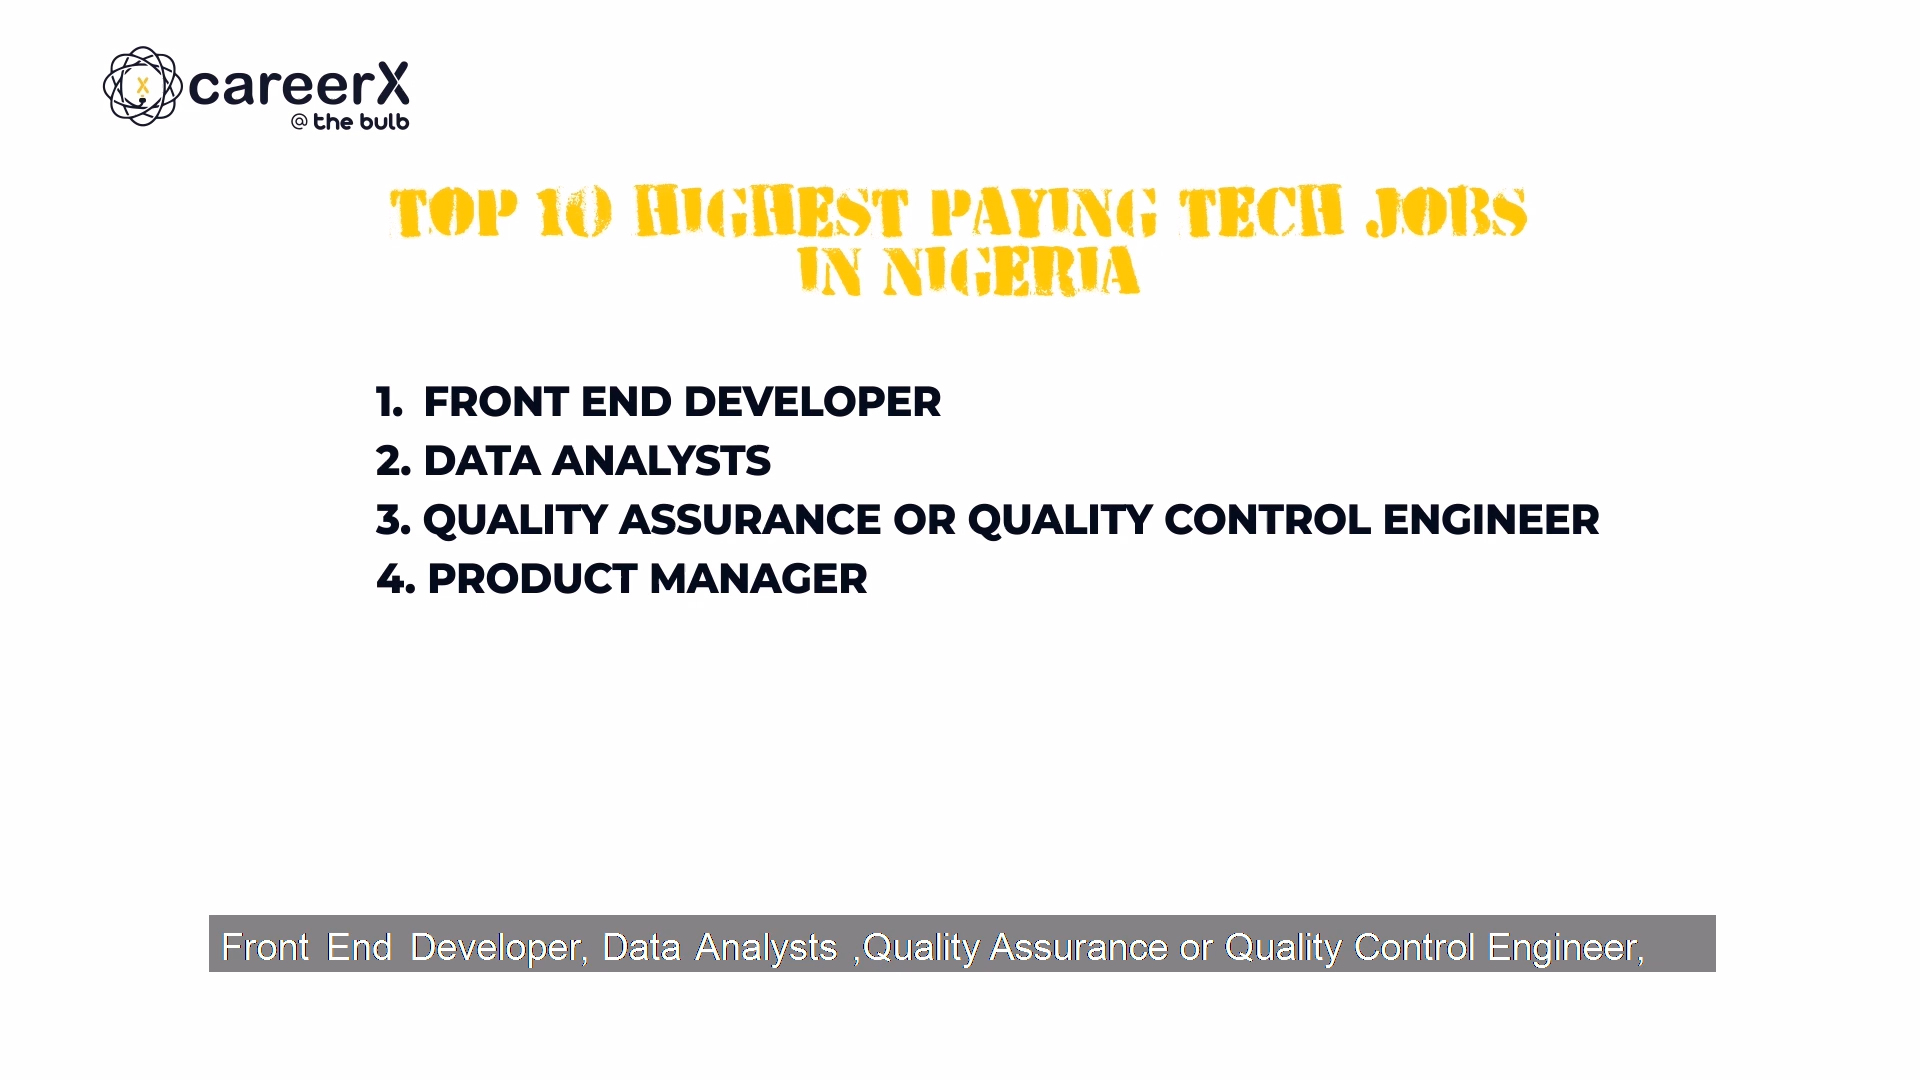 X
careerX
@ the bulb
TOP 10 HIGHEST PAYING TECH JOBS
IN NIGERIA
1. FRONT END DEVELOPER
2. DATA ANALYSTS
3. QUALITY ASSURANCE OR QUALITY CONTROL ENGINEER
4. PRODUCT MANAGER
Front End Developer, Data Analysts ,Quality Assurance or Quality Control Engineer,